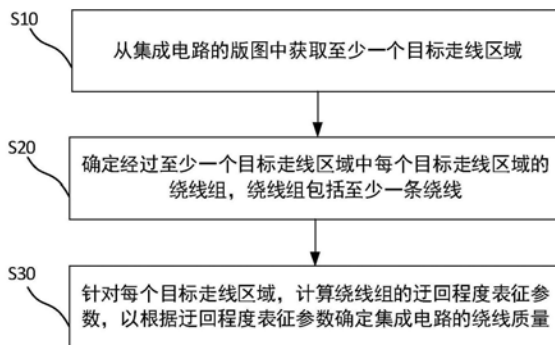 S10
从集成电路的版图中获取至少一个目标走线区域
S20
确定经过至少一个目标走线区域中每个目标走线区域的
绕线组，绕线组包括至少一条绕线
S30
针对每个目标走线区域，计算绕线组的迂回程度表征参
数，以根据迂回程度表征参数确定集成电路的绕线质量